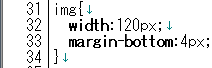 31 img{↓
32 width:120px;↓
33 margin-bottom:4px;↓
34 }↓